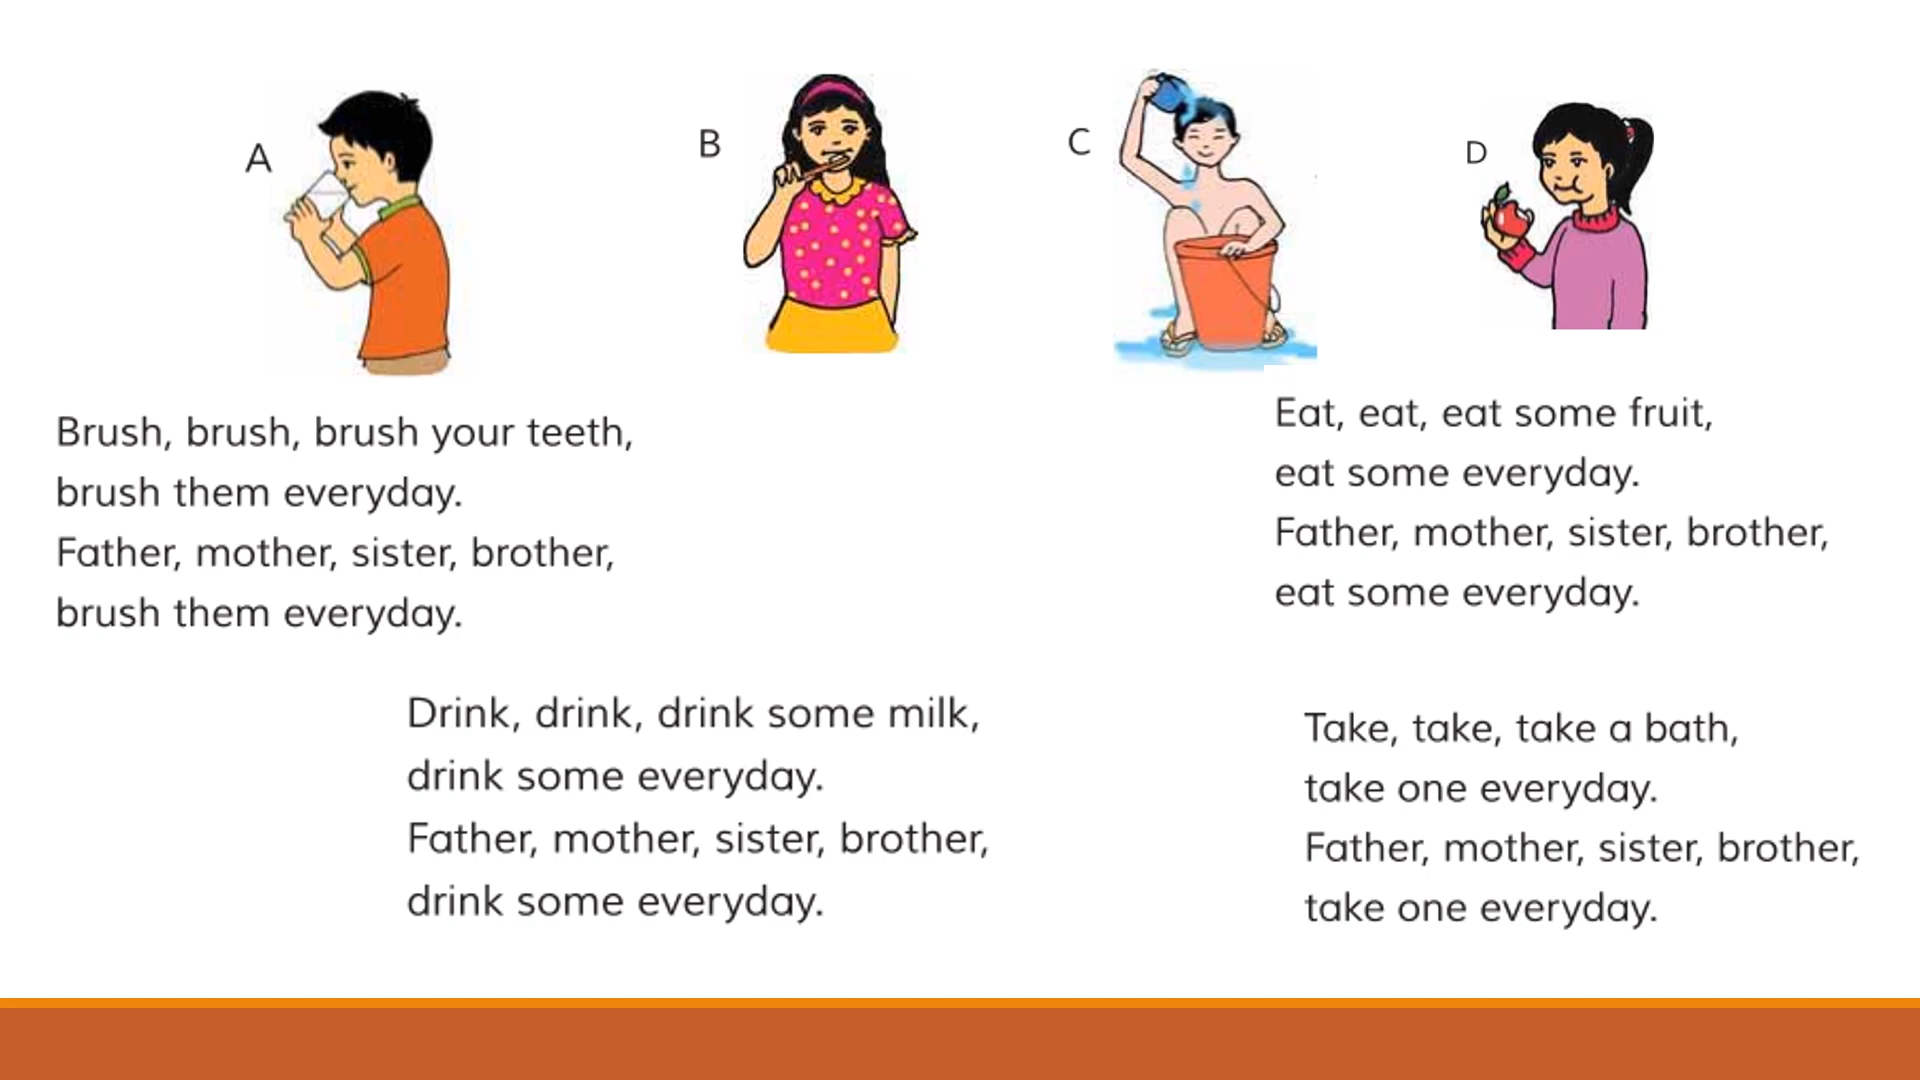 A
B
C
D
Brush, brush, brush your teeth,
brush them everyday.
Father, mother, sister, brother,
brush them everyday.
Eat, eat, eat some fruit,
eat some everyday.
Father, mother, sister, brother,
eat some everyday.
Drink, drink, drink some milk,
drink some everyday.
Father, mother, sister, brother,
drink some everyday.
Take, take, take a bath,
take one everyday.
Father, mother, sister, brother,
take one everyday.